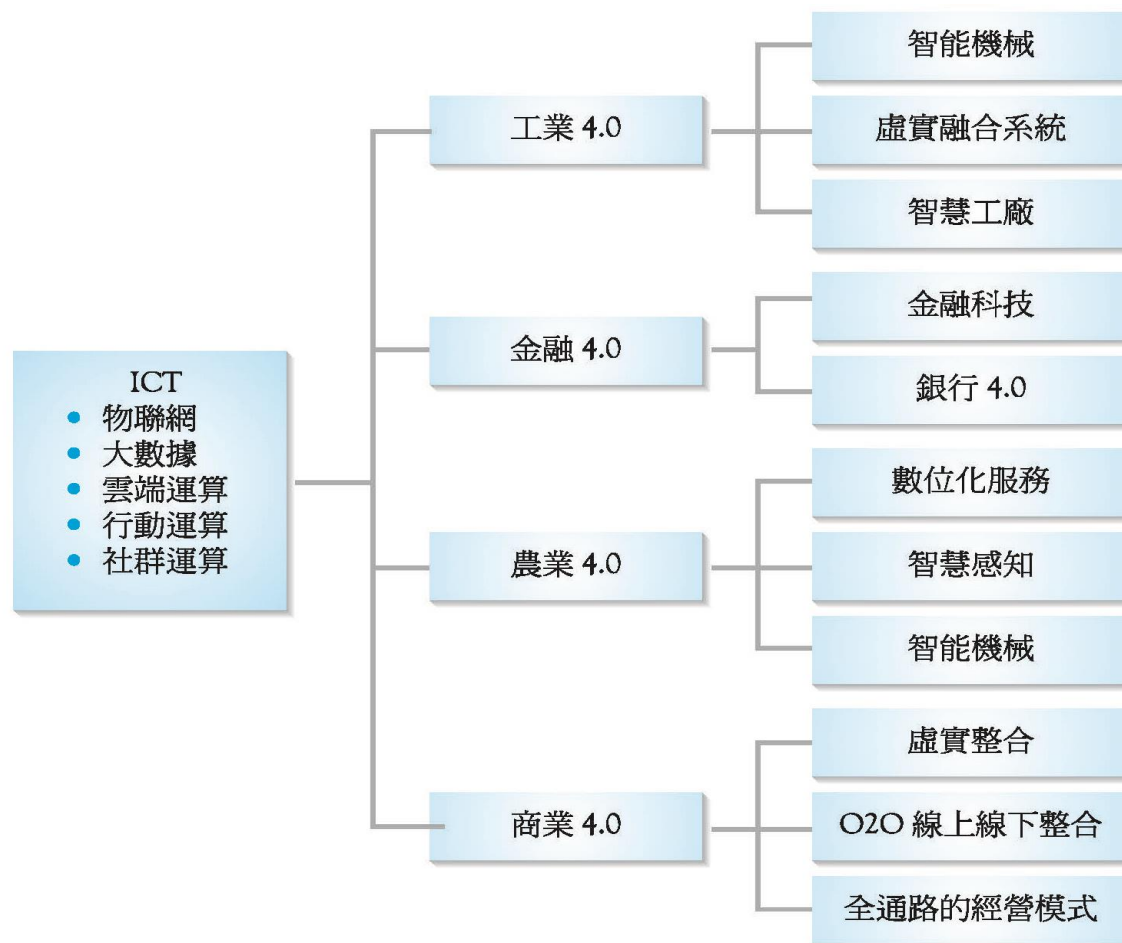 ICT
物聯網
大數據
雲端運算
行動運算
社群運算
工業 4.0
智能機械
虛實融合系統
智慧工廠
金融 4.0
金融科技
銀行 4.0
農業 4.0
數位化服務
智慧感知
智能機械
商業 4.0
虛實整合
O2O 線上線下整合
全通路的經營模式